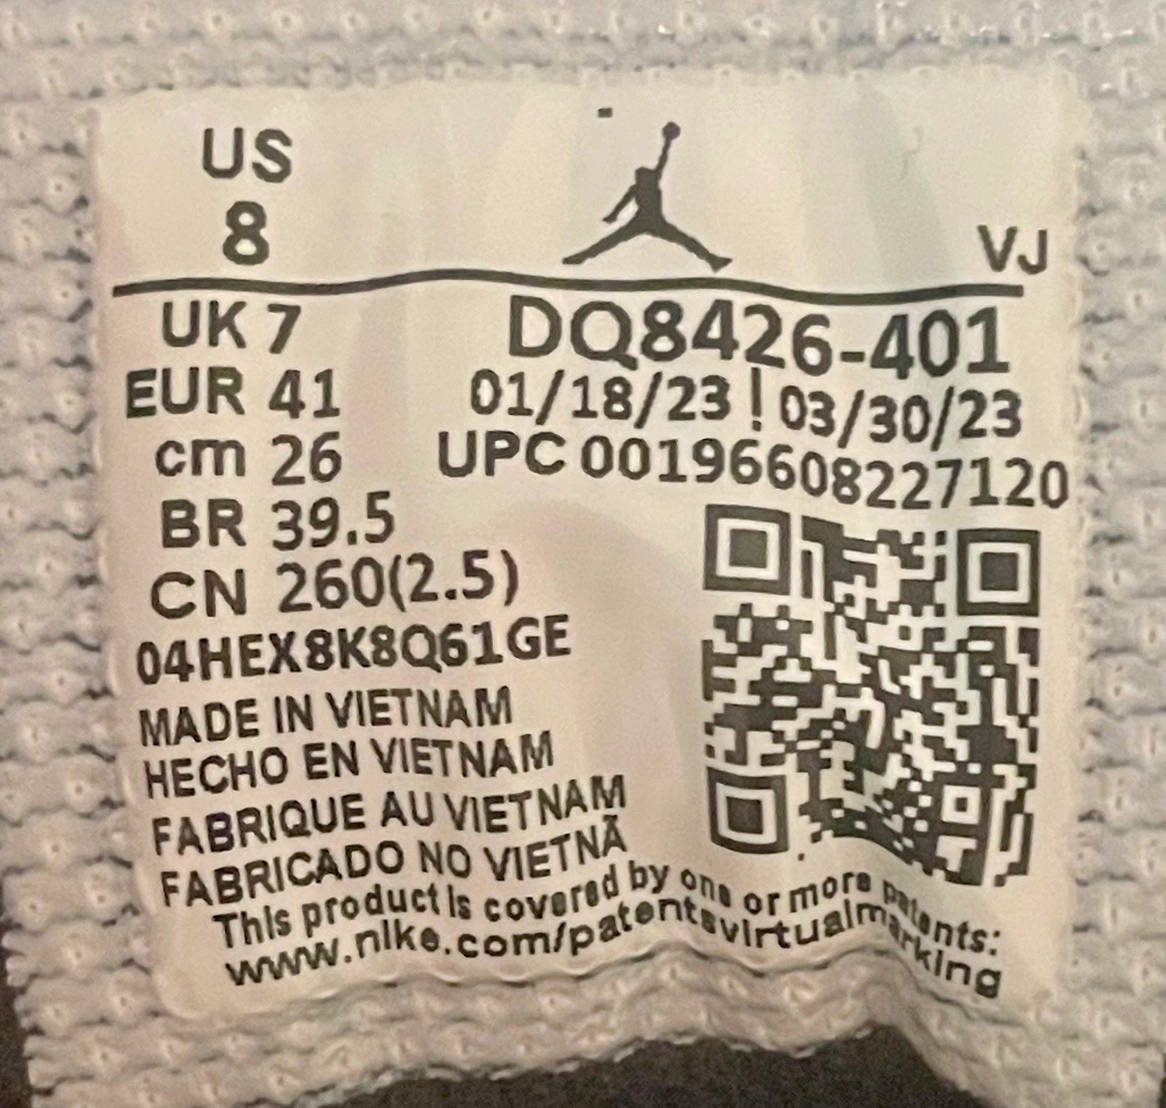 US
8
VJ
UK 7
DQ8426-401
EUR 41
01/18/23 ! 03/30/23
cm 26
UPC 00196608227120
BR 39.5
CN 260(2.5)
04HEX8K8Q61GE
MADE IN VIETNAM
HECHO EN VIETNAM
FABRIQUE AU VIETNAM
FABRICADO NO VIETNÃ
This product is covered by one or more patents:
www.nike.com/patentsvirtualmarking